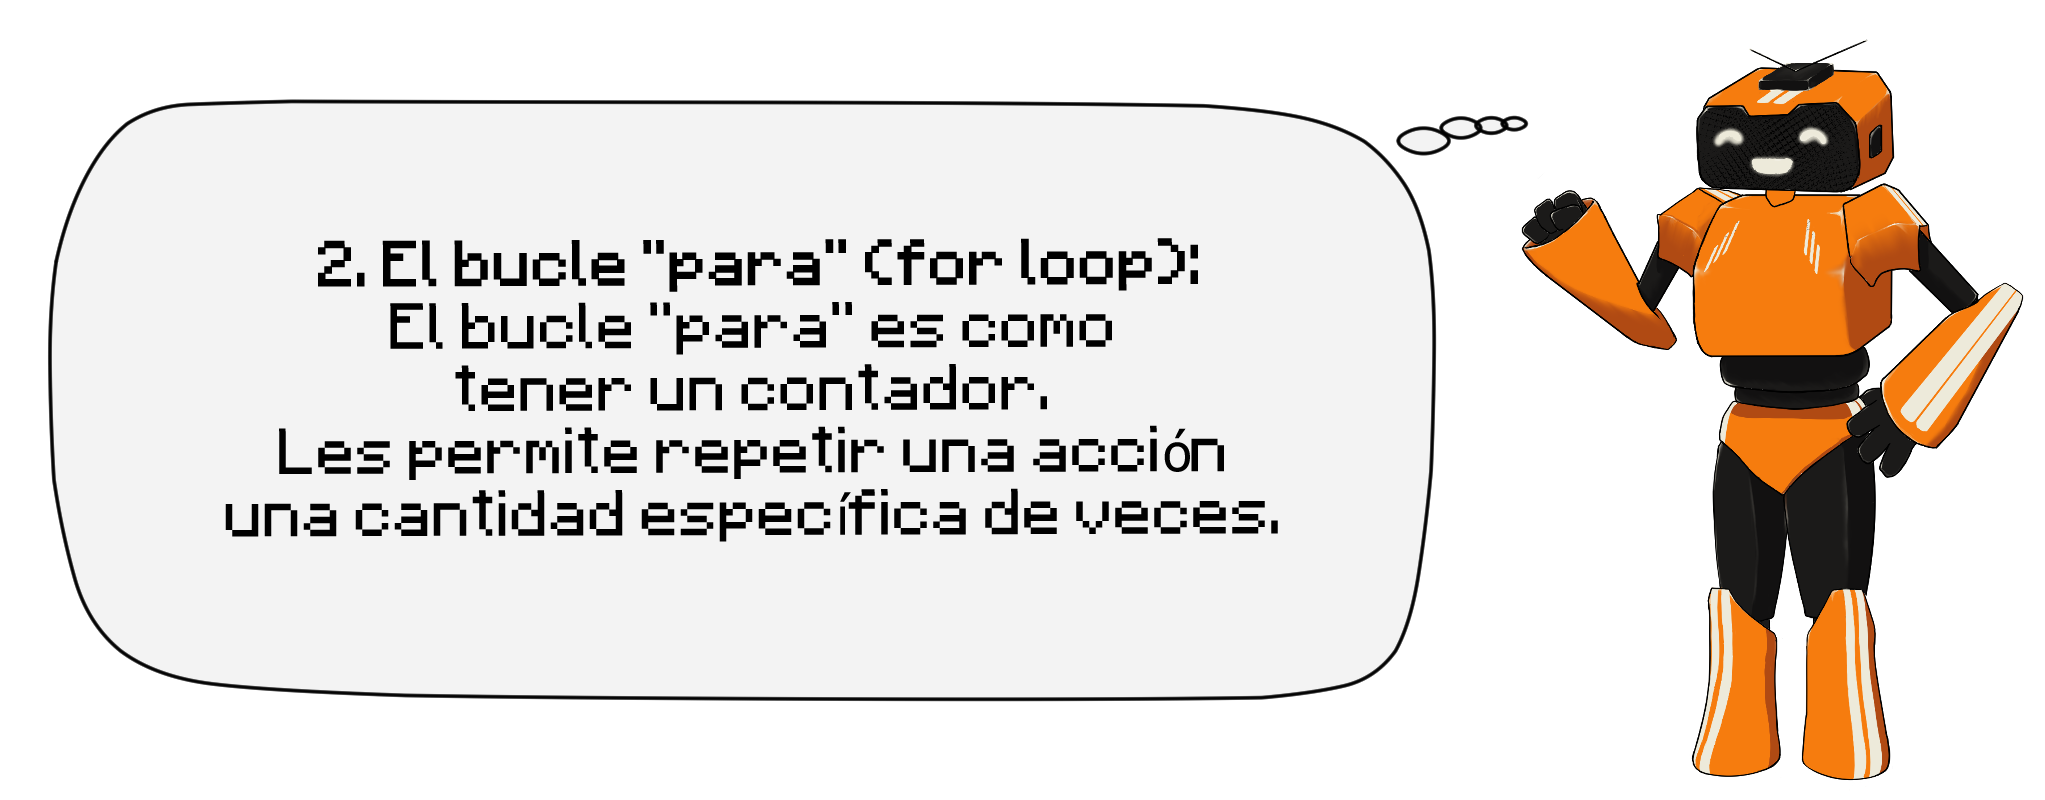 2. El bucle "para" (for loop):
El bucle "para" es como
tener un contador.
Les permite repetir una acción
una cantidad específica de veces.